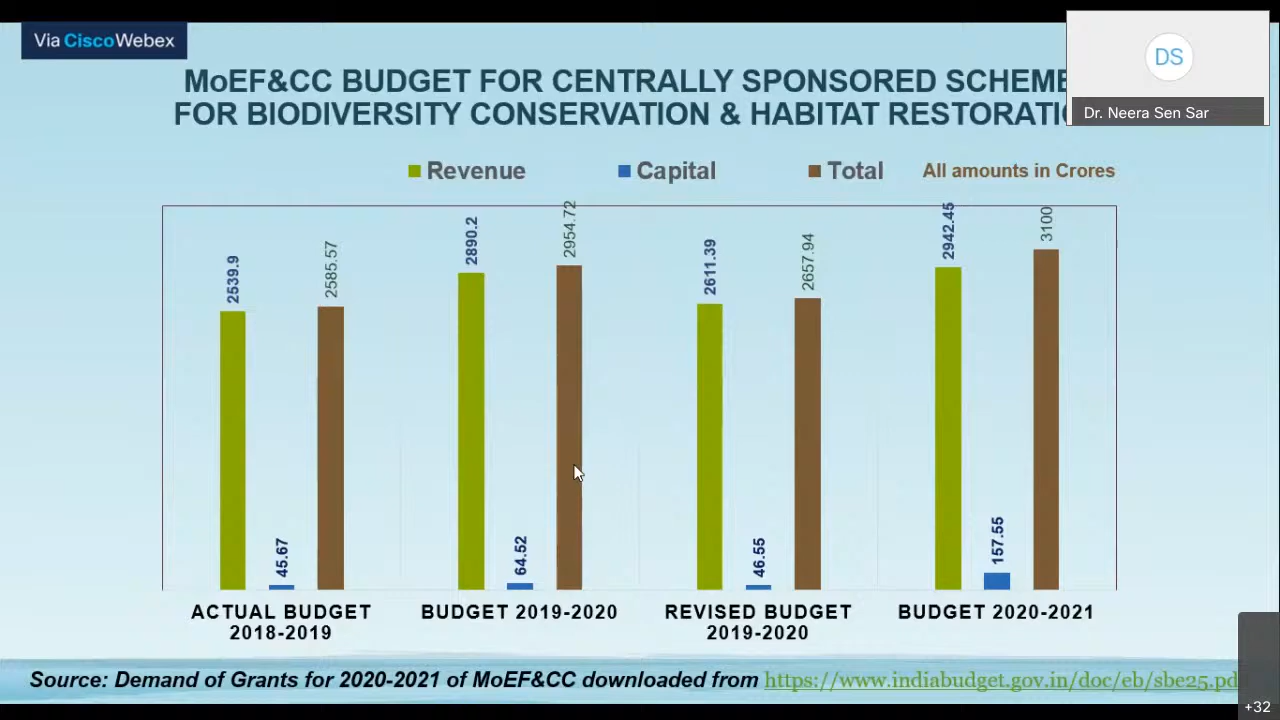 Via Cisco Webex
DS
Dr. Neera Sen Sar
MoEF&CC BUDGET FOR CENTRALLY SPONSORED SCHEME
FOR BIODIVERSITY CONSERVATION & HABITAT RESTORATIO
Revenue Capital Total All amounts in Crores
2539.9 45.67 2585.57
2890.2 64.52 2954.72
2611.39 46.55 2657.94
2942.45 157.55 3100
ACTUAL BUDGET
2018-2019
BUDGET 2019-2020
REVISED BUDGET
2019-2020
BUDGET 2020-2021
Source: Demand of Grants for 2020-2021 of MoEF&CC downloaded from https://www.indiabudget.gov.in/doc/eb/sbe25.pd
+32